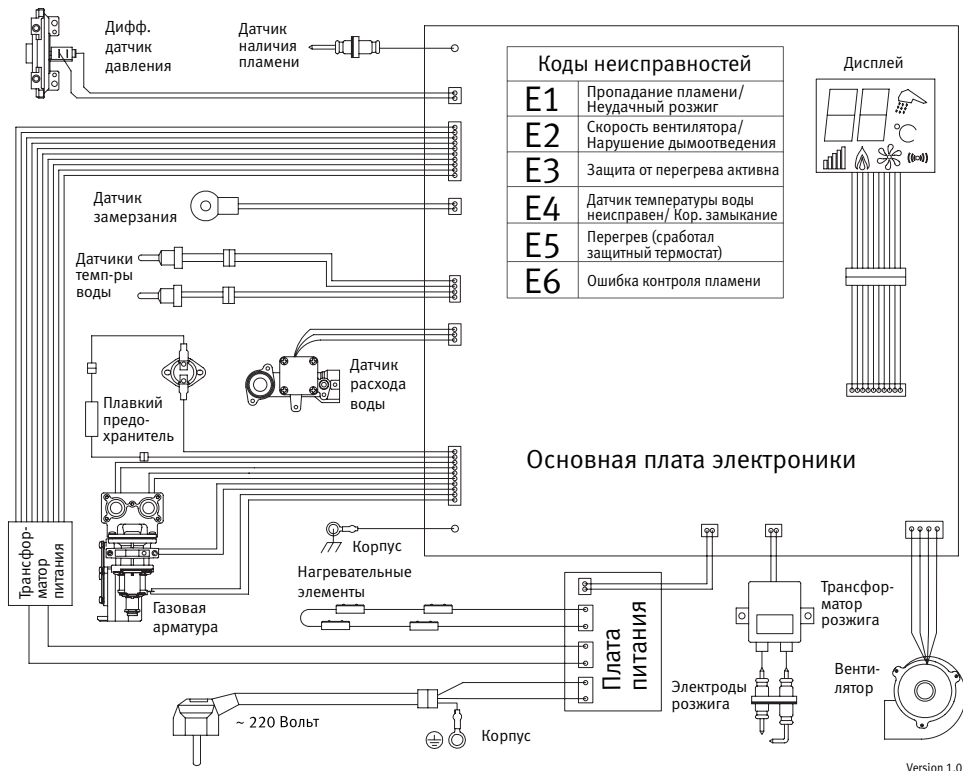 Дифф.
датчик
давления
Датчик
наличия
пламени
Коды неисправностей
E1 Пропадание пламени/
Неудачный розжиг
E2 Скорость вентилятора/
Нарушение дымоотведения
E3 Защита от перегрева активна
E4 Датчик температуры воды
неисправен/ Кор. замыкание
E5 Перегрев (сработал
защитный термостат)
E6 Ошибка контроля пламени
Дисплей
°C
Датчик
замерзания
Датчики
темп-ры
воды
Датчик
расхода
воды
Плавкий
предо-
хранитель
Основная плата электроники
Трансфор-
матор
питания
Газовая
арматура
Корпус
Нагревательные
элементы
Плата
питания
Трансфор-
матор
розжига
Электроды
розжига
Венти-
лятор
~ 220 Вольт
Корпус
Version 1.0